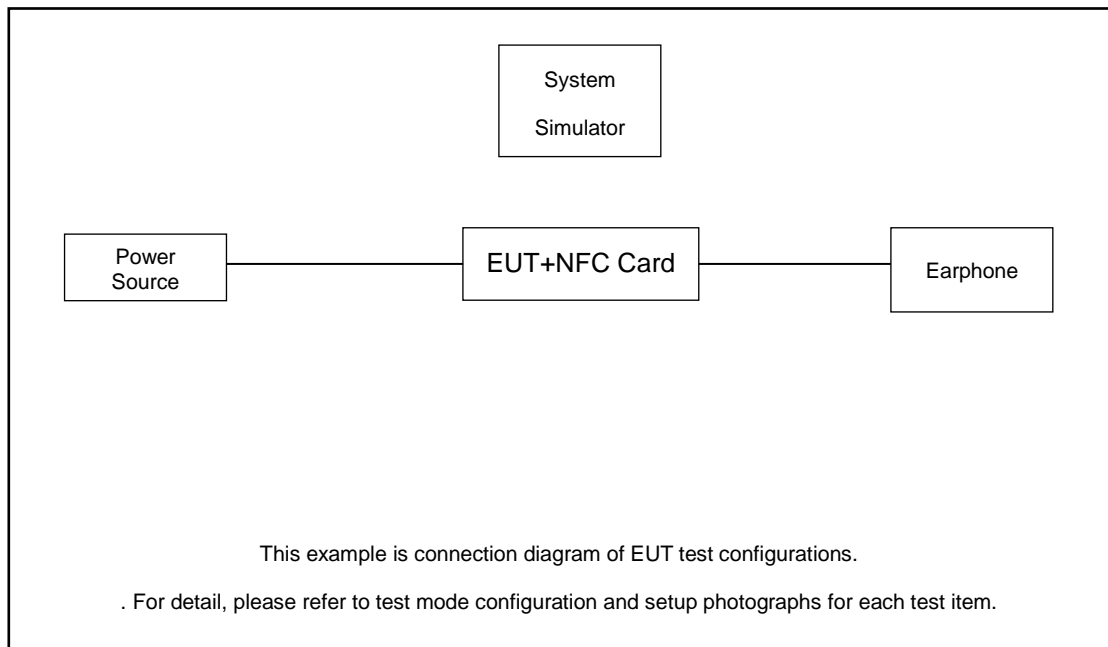 System
Simulator
Power
Source
EUT+NFC Card
Earphone
This example is connection diagram of EUT test configurations.
. For detail, please refer to test mode configuration and setup photographs for each test item.